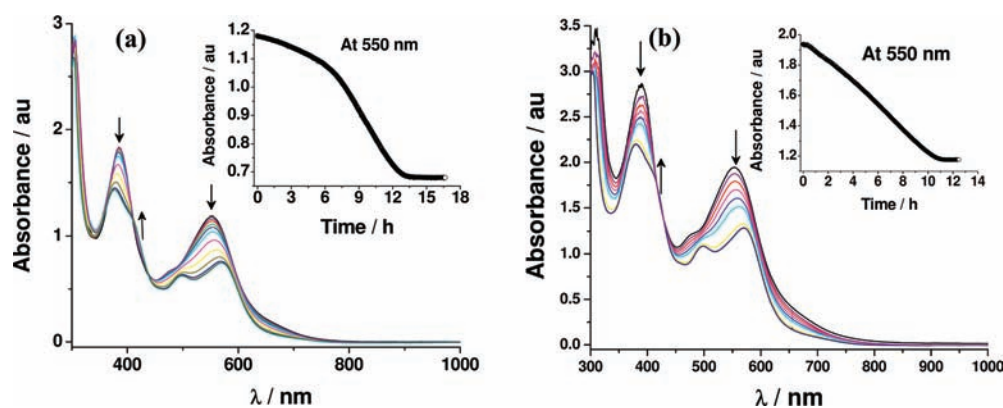 (a)
At 550 nm
Absorbance / au
1.2
1.1
1.0
0.9
0.8
0.7
0 3 6 9 12 15 18
Time / h
Absorbance / au
3
2
1
0
400 600 800 1000
λ / nm
(b)
At 550 nm
Absorbance / au
2.0
1.8
1.6
1.4
1.2
0 2 4 6 8 10 12 14
Time / h
Absorbance / au
3.5
3.0
2.5
2.0
1.5
1.0
0.5
0.0
300 400 500 600 700 800 900 1000
λ / nm